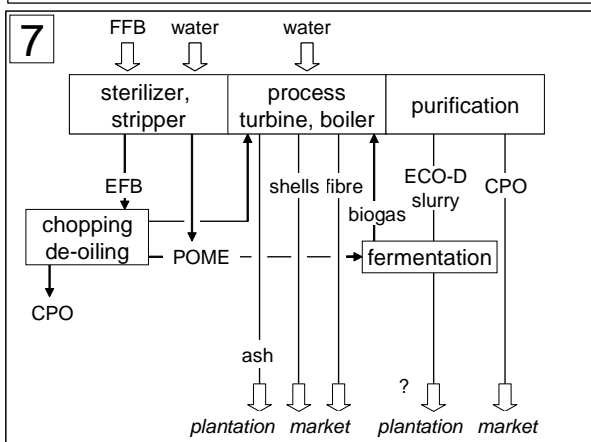 7
FFB water water
sterilizer,
stripper
process
turbine, boiler
purification
EFB
shells fibre
ECO-D
slurry
CPO
biogas
chopping
de-oiling
POME
fermentation
CPO
ash
?
plantation market plantation market